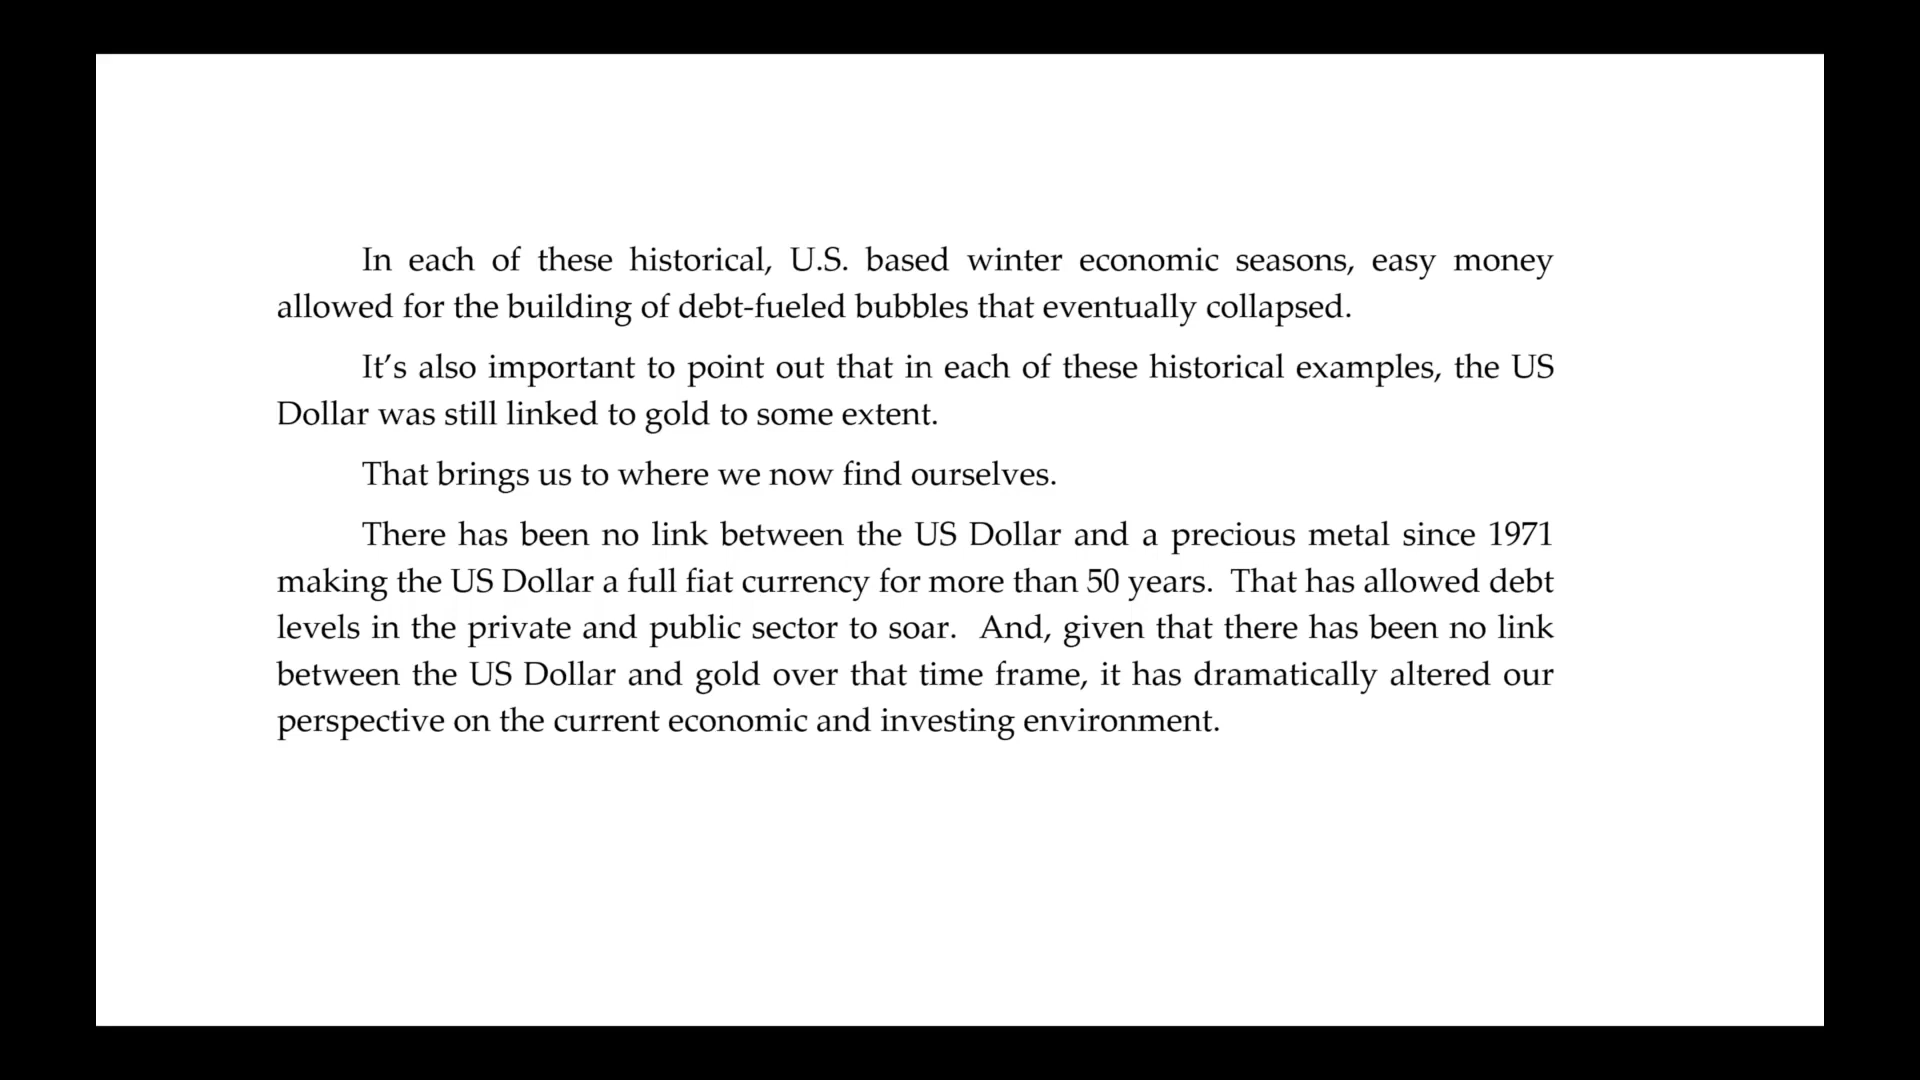 In each of these historical, U.S. based winter economic seasons, easy money
allowed for the building of debt-fueled bubbles that eventually collapsed.
It’s also important to point out that in each of these historical examples, the US
Dollar was still linked to gold to some extent.
That brings us to where we now find ourselves.
There has been no link between the US Dollar and a precious metal since 1971
making the US Dollar a full fiat currency for more than 50 years.  That has allowed debt
levels in the private and public sector to soar.  And, given that there has been no link
between the US Dollar and gold over that time frame, it has dramatically altered our
perspective on the current economic and investing environment.